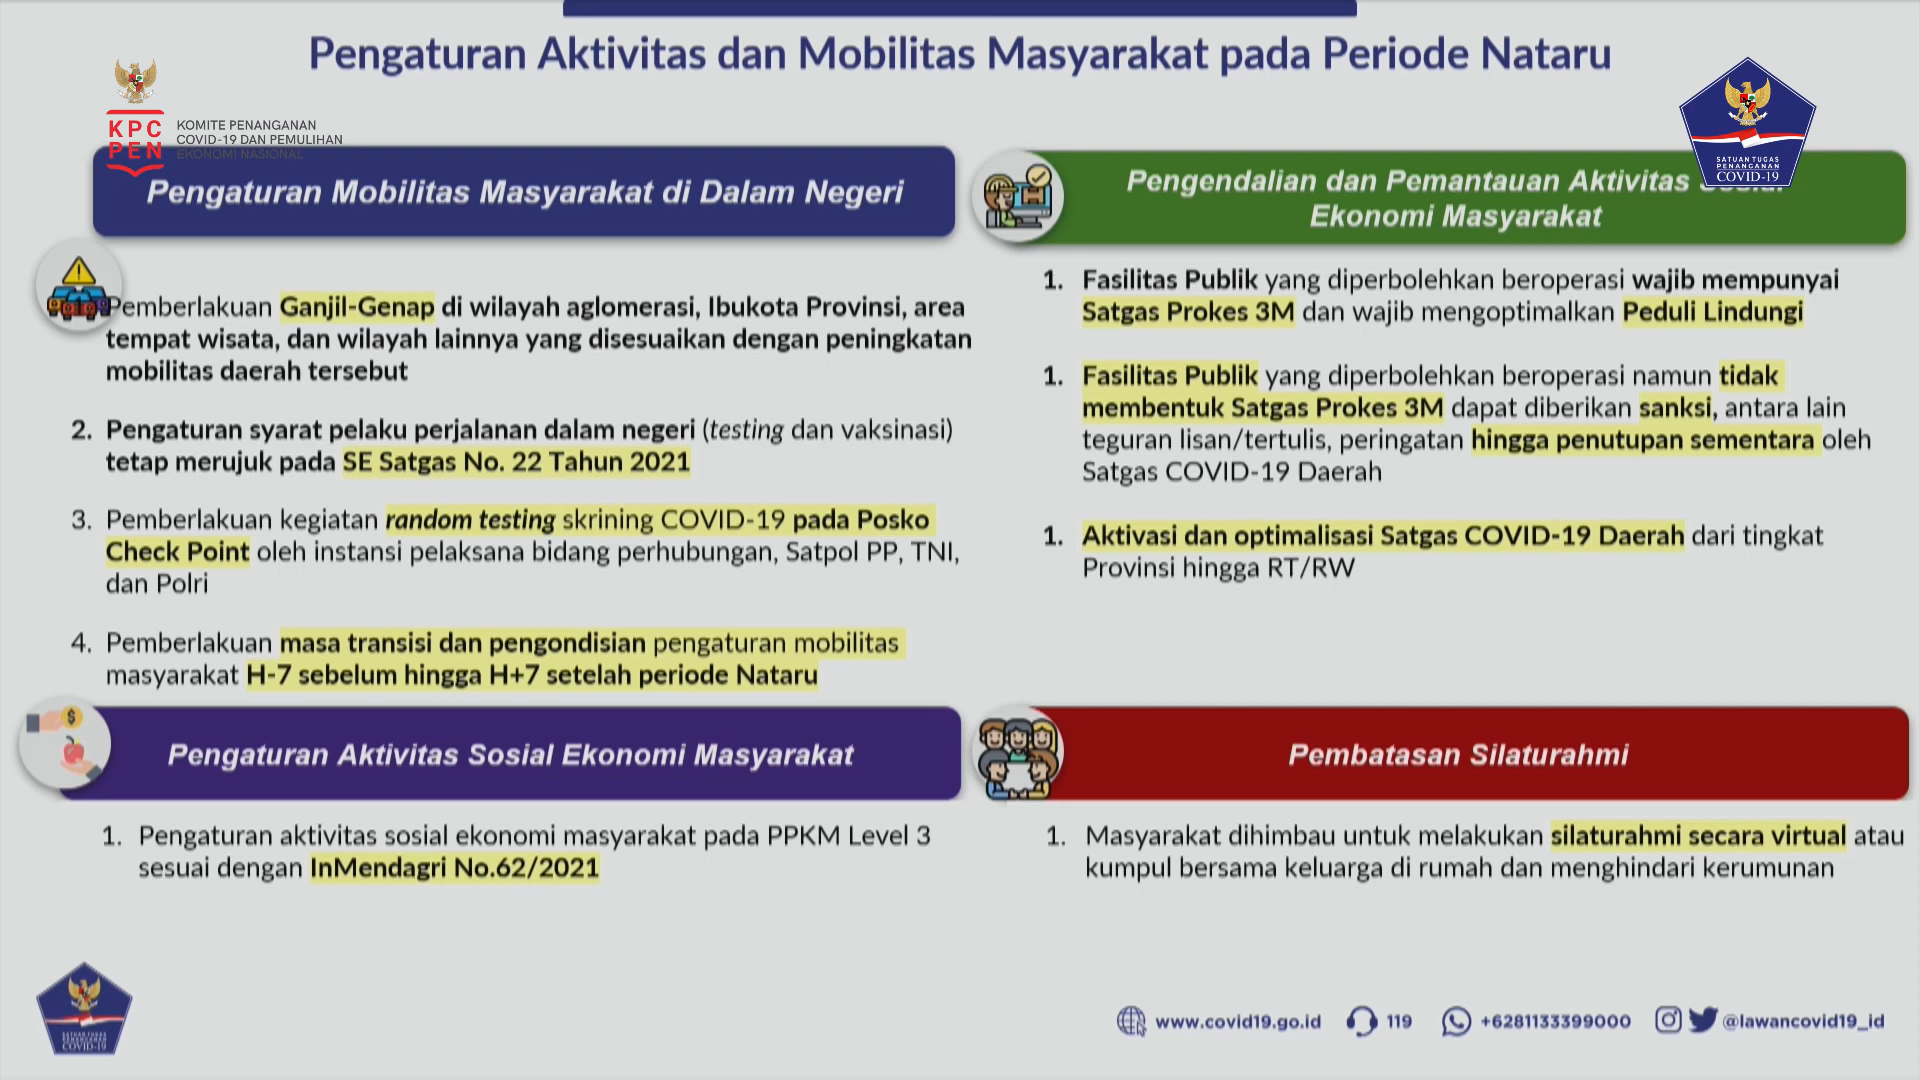 Pengaturan Aktivitas dan Mobilitas Masyarakat pada Periode Nataru
KPC
PEN
KOMITE PENANGANAN
COVID-19 DAN PEMULIHAN
EKONOMI NASIONAL
SATUAN TUGAS
PENANGANAN
COVID-19
Pengaturan Mobilitas Masyarakat di Dalam Negeri
Pemberlakuan Ganjil-Genap di wilayah aglomerasi, Ibukota Provinsi, area
tempat wisata, dan wilayah lainnya yang disesuaikan dengan peningkatan
mobilitas daerah tersebut
2. Pengaturan syarat pelaku perjalanan dalam negeri (testing dan vaksinasi)
tetap merujuk pada SE Satgas No. 22 Tahun 2021
3. Pemberlakuan kegiatan random testing skrining COVID-19 pada Posko
Check Point oleh instansi pelaksana bidang perhubungan, Satpol PP, TNI,
dan Polri
4. Pemberlakuan masa transisi dan pengondisian pengaturan mobilitas
masyarakat H-7 sebelum hingga H+7 setelah periode Nataru
Pengendalian dan Pemantauan Aktivitas Sosial
Ekonomi Masyarakat
1. Fasilitas Publik yang diperbolehkan beroperasi wajib mempunyai
Satgas Prokes 3M dan wajib mengoptimalkan Peduli Lindungi
1. Fasilitas Publik yang diperbolehkan beroperasi namun tidak
membentuk Satgas Prokes 3M dapat diberikan sanksi, antara lain
teguran lisan/tertulis, peringatan hingga penutupan sementara oleh
Satgas COVID-19 Daerah
1. Aktivasi dan optimalisasi Satgas COVID-19 Daerah dari tingkat
Provinsi hingga RT/RW
Pengaturan Aktivitas Sosial Ekonomi Masyarakat
1. Pengaturan aktivitas sosial ekonomi masyarakat pada PPKM Level 3
sesuai dengan InMendagri No.62/2021
Pembatasan Silaturahmi
1. Masyarakat dihimbau untuk melakukan silaturahmi secara virtual atau
kumpul bersama keluarga di rumah dan menghindari kerumunan
SATUAN TUGAS
PENANGANAN
COVID-19
www.covid19.go.id 119 +6281133399000 @lawancovid19_id